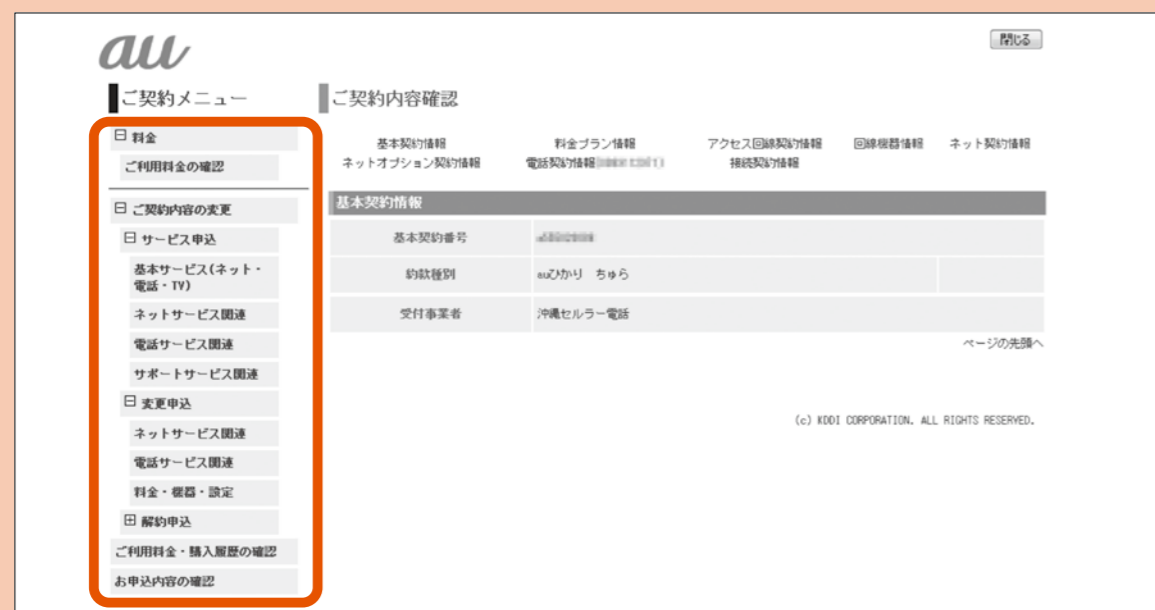 au
閉じる
ご契約メニュー
ご契約内容確認
料金
ご利用料金の確認
ご契約内容の変更
サービス申込
基本サービス(ネット・
電話・TV)
ネットサービス関連
電話サービス関連
サポートサービス関連
変更申込
ネットサービス関連
電話サービス関連
料金・機器・設定
解約申込
ご利用料金・購入履歴の確認
お申込内容の確認
基本契約情報 料金プラン情報 アクセス回線契約情報 回線機器情報 ネット契約情報
ネットオプション契約情報 電話契約情報 接続契約情報
基本契約情報
基本契約番号
約款種別 auひかり ちゅら
受付事業者 沖縄セルラー電話
ページの先頭へ
(c) KDDI CORPORATION. ALL RIGHTS RESERVED.